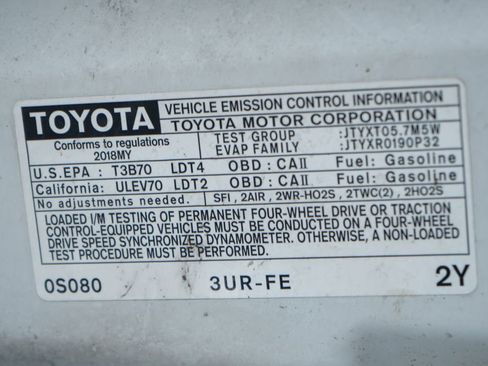 TOYOTA VEHICLE EMISSION CONTROL INFORMATION
TOYOTA MOTOR CORPORATION
Conforms to regulations TEST GROUP :JTYXT05.7M5W
2018MY EVAP FAMILY :JTYXR0190P32
U.S.EPA : T3B70 LDT4 OBD : CAII Fuel: Gasoline
California: ULEV70 LDT2 OBD : CAII Fuel: Gasoline
No adjustments needed. SFI , 2AIR , 2WR-HO2S , 2TWC(2) , 2HO2S
LOADED I/M TESTING OF PERMANENT FOUR-WHEEL DRIVE OR TRACTION
CONTROL-EQUIPPED VEHICLES MUST BE CONDUCTED ON A FOUR-WHEEL
DRIVE SPEED SYNCHRONIZED DYNAMOMETER. OTHERWISE, A NON-LOADED
TEST PROCEDURE MUST BE PERFORMED.
0S080 3UR-FE 2Y